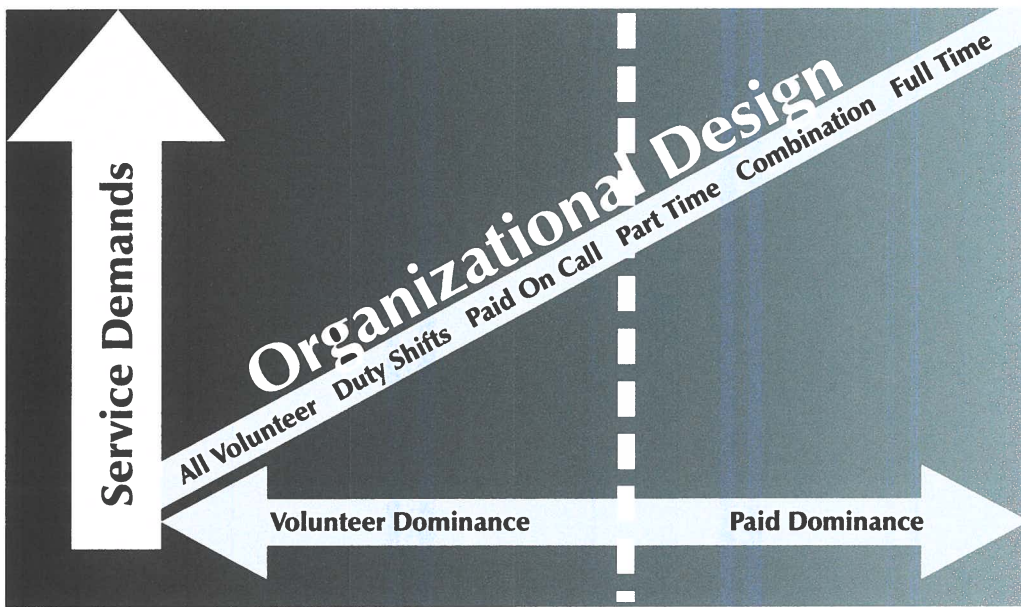 Service Demands
Organizational Design
All Volunteer Duty Shifts Paid On Call Part Time Combination Full Time
Volunteer Dominance
Paid Dominance